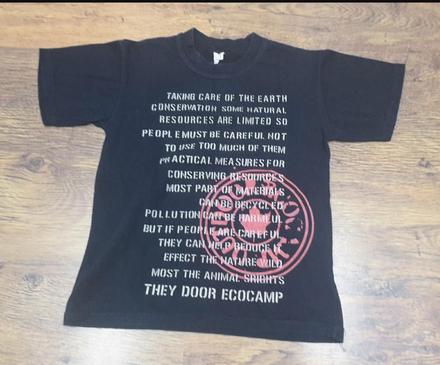 TAKING CARE OF THE EARTH
CONSERVATION SOME NATURAL
RESOURCES ARE LIMITED SO
PEOPLE MUST BE CAREFUL NOT
TO USE TOO MUCH OF THEM
PRACTICAL MEASURES FOR
CONSERVING RESOURCES
MOST PART OF MATERIALS
CAN BE RECYCLED
POLLUTION CAN BE HARMFUL
BUT IF PEOPLE ARE CAREFUL
THEY CAN HELP REDUCE IT
EFFECT THE NATURE WILD
MOST THE ANIMAL SRIGHTS
THEY DOOR ECOCAMP